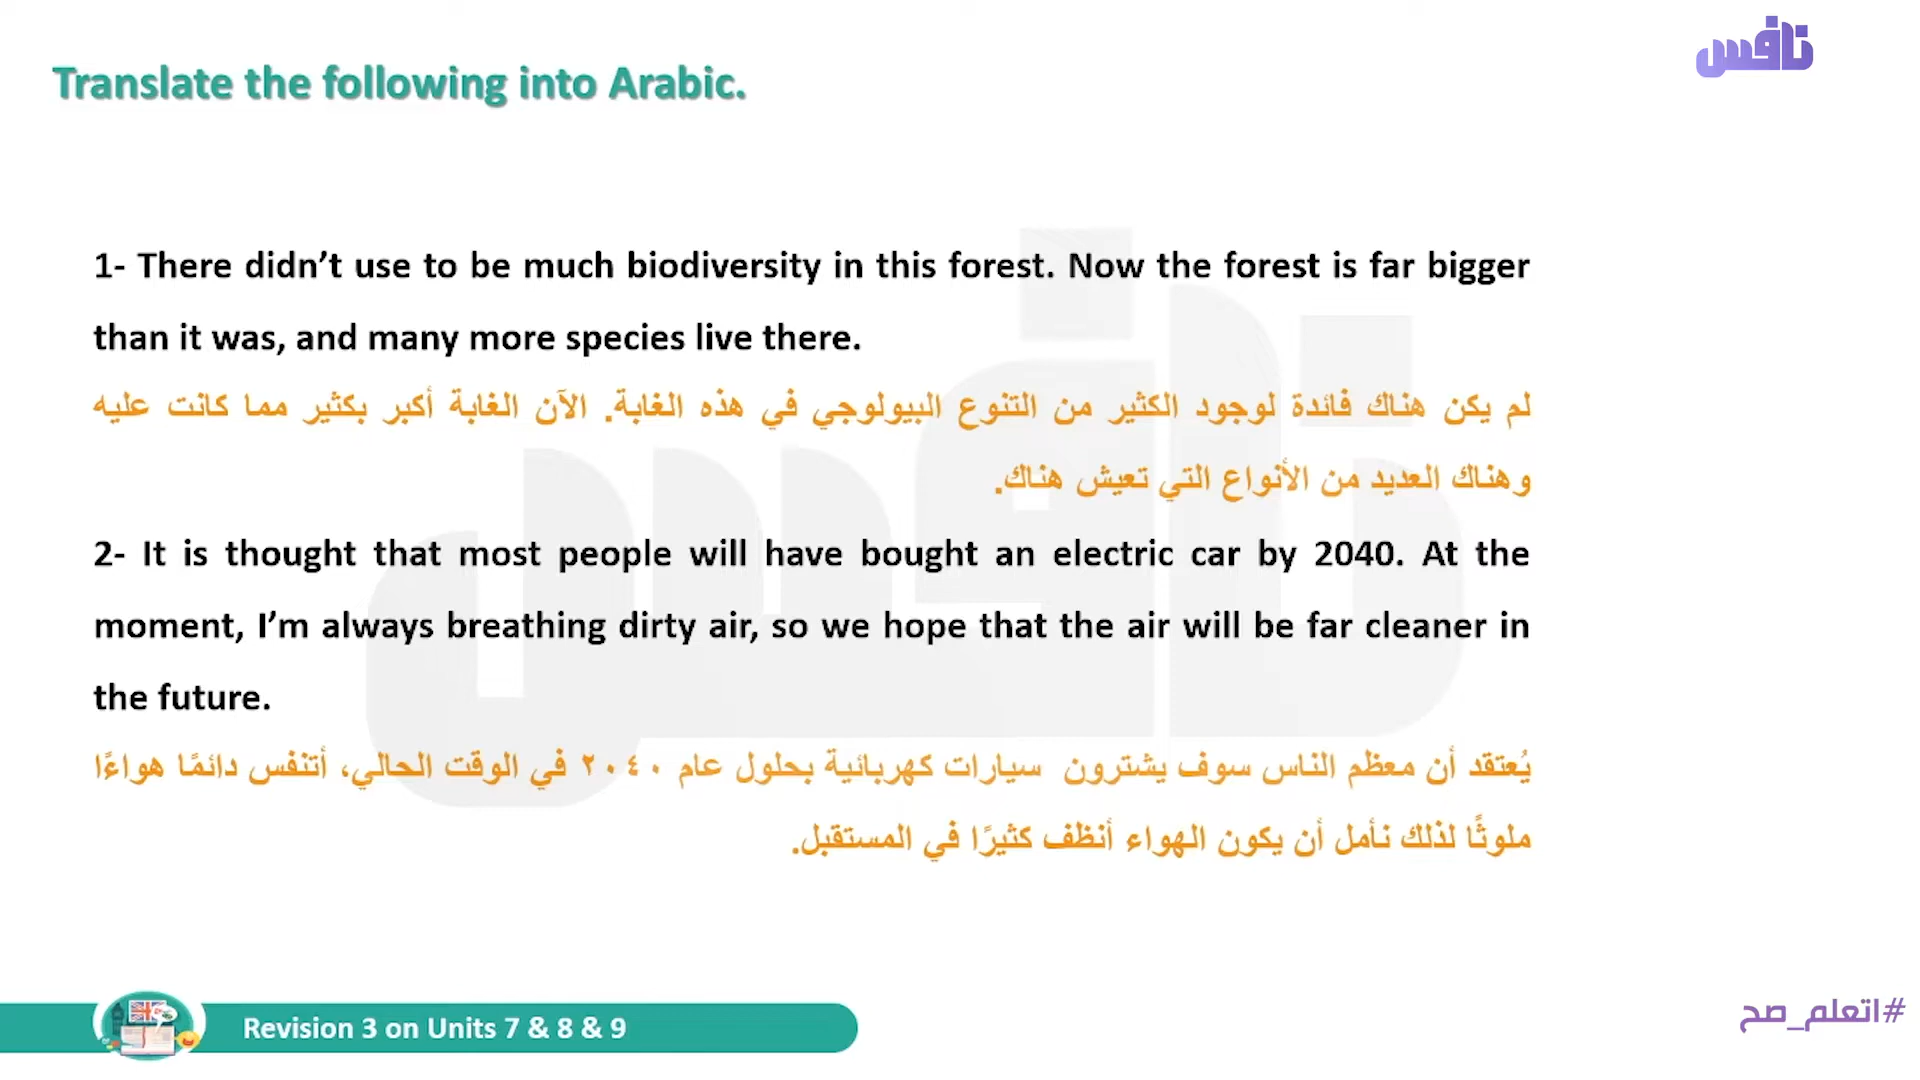 نافس
Translate the following into Arabic.
1- There didn’t use to be much biodiversity in this forest. Now the forest is far bigger
than it was, and many more species live there.
لم يكن هناك فائدة لوجود الكثير من التنوع البيولوجي في هذه الغابة. الآن الغابة أكبر بكثير مما كانت عليه
وهناك العديد من الأنواع التي تعيش هناك.
2- It is thought that most people will have bought an electric car by 2040. At the
moment, I’m always breathing dirty air, so we hope that the air will be far cleaner in
the future.
يُعتقد أن معظم الناس سوف يشترون سيارات كهربائية بحلول عام ٢٠٤٠ في الوقت الحالي، أتنفس دائمًا هواءًا
ملوثًا لذلك نأمل أن يكون الهواء أنظف كثيرًا في المستقبل.
Revision 3 on Units 7 & 8 & 9
#اتعلم_صح